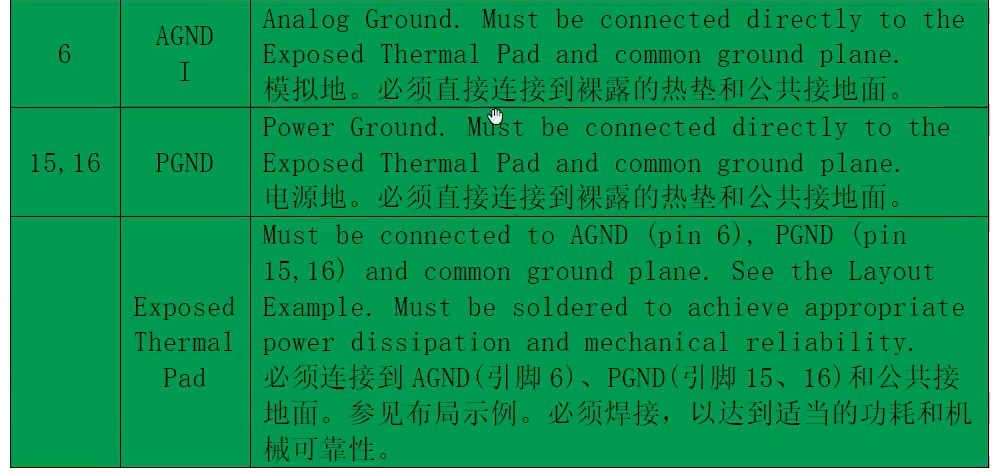 6
AGND
Analog Ground. Must be connected directly to the
Exposed Thermal Pad and common ground plane.
模拟地。必须直接连接到裸露的热垫和公共接地面。
15,16
PGND
Power Ground. Must be connected directly to the
Exposed Thermal Pad and common ground plane.
电源地。必须直接连接到裸露的热垫和公共接地面。
Exposed
Thermal
Pad
Must be connected to AGND (pin 6), PGND (pin
15,16) and common ground plane. See the Layout
Example. Must be soldered to achieve appropriate
power dissipation and mechanical reliability.
必须连接到AGND(引脚6)、PGND(引脚15、16)和公共接
地面。参见布局示例。必须焊接，以达到适当的功耗和机
械可靠性。